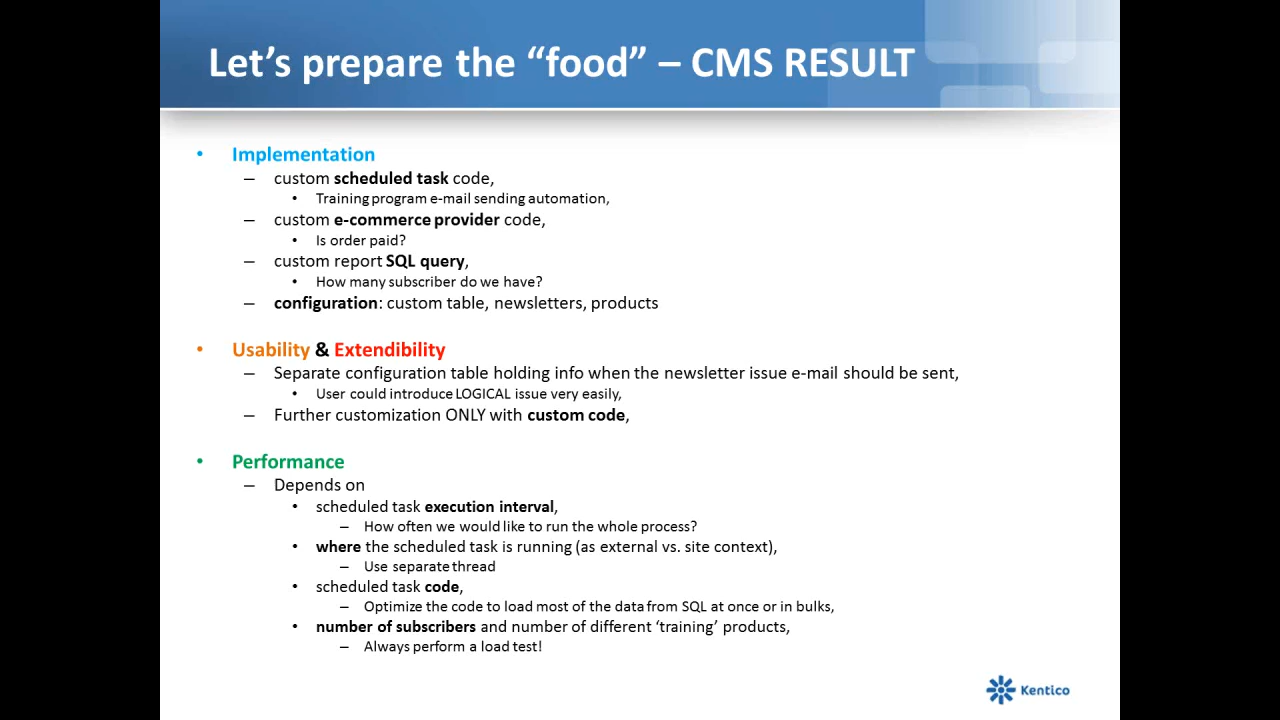 Let's prepare the “food” – CMS RESULT
• Implementation
– custom scheduled task code,
• Training program e-mail sending automation,
– custom e-commerce provider code,
• Is order paid?
– custom report SQL query,
• How many subscriber do we have?
– configuration: custom table, newsletters, products
• Usability & Extendibility
– Separate configuration table holding info when the newsletter issue e-mail should be sent,
• User could introduce LOGICAL issue very easily,
– Further customization ONLY with custom code,
• Performance
– Depends on
• scheduled task execution interval,
– How often we would like to run the whole process?
• where the scheduled task is running (as external vs. site context),
– Use separate thread
• scheduled task code,
– Optimize the code to load most of the data from SQL at once or in bulks,
• number of subscribers and number of different ‘training’ products,
– Always perform a load test!
Kentico